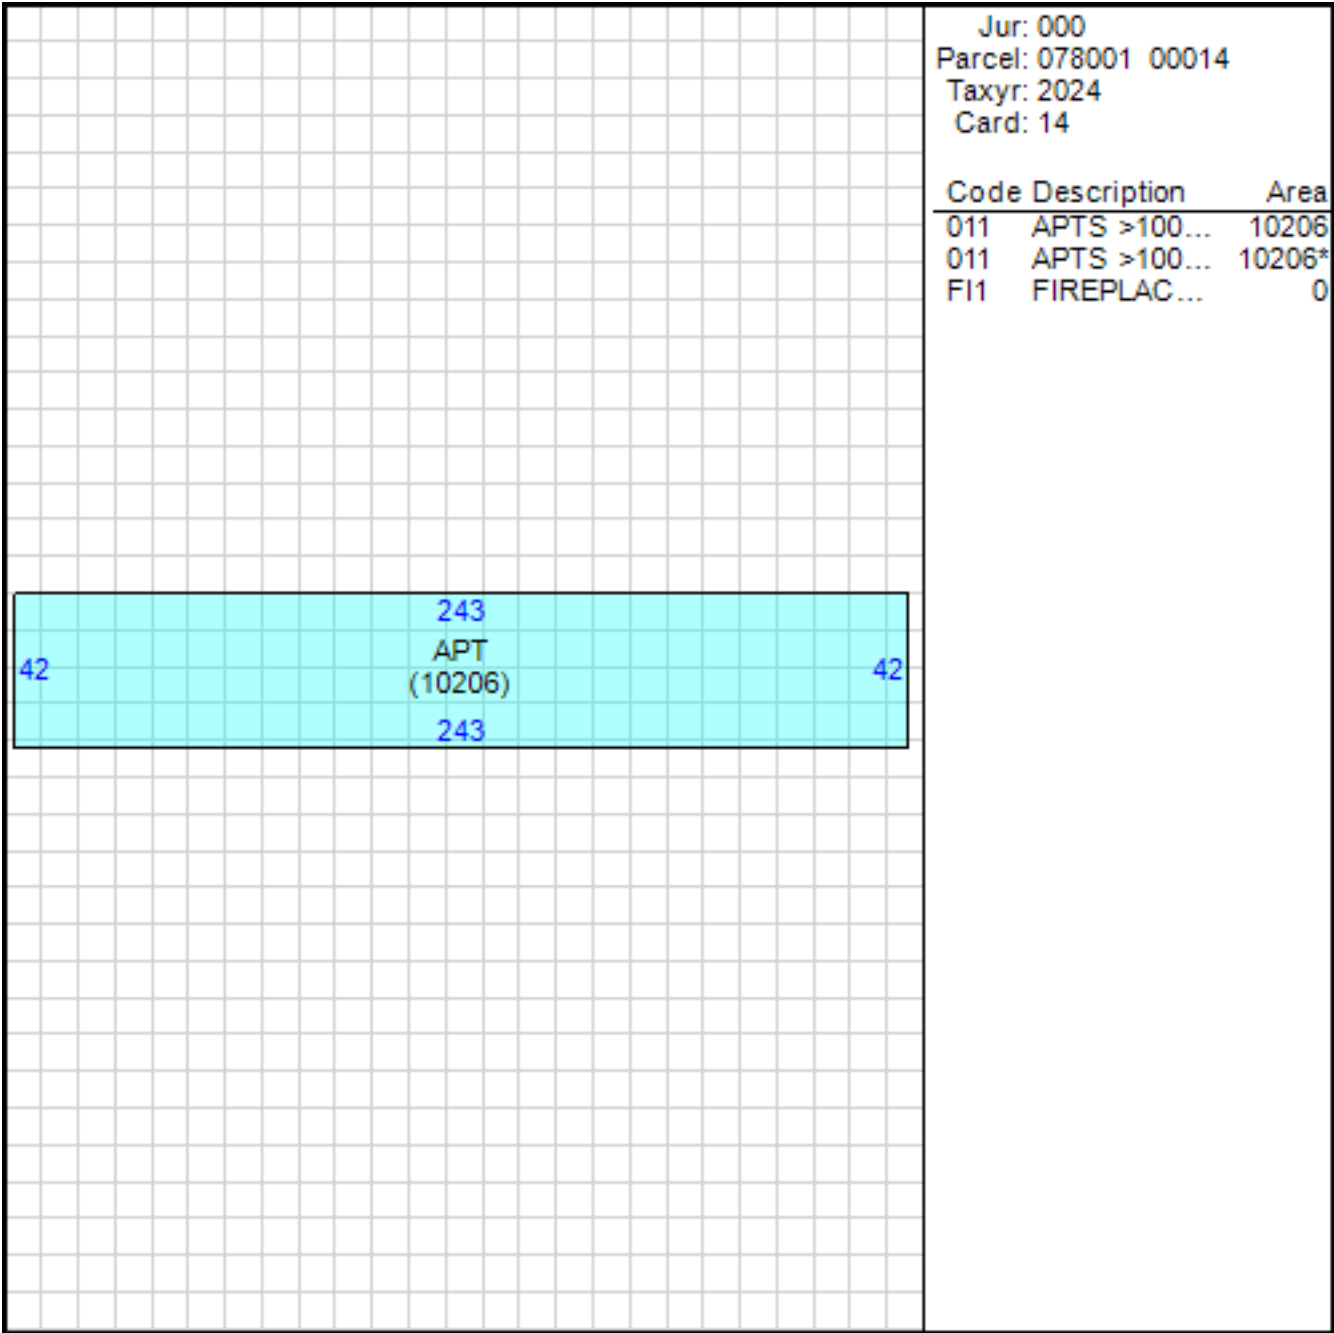 Jur: 000
Parcel: 078001 00014
Taxyr: 2024
Card: 14
Code Description Area
011 APTS >100... 10206
011 APTS >100... 10206*
FI1 FIREPLAC... 0
243
APT
42 42
(10206)
243